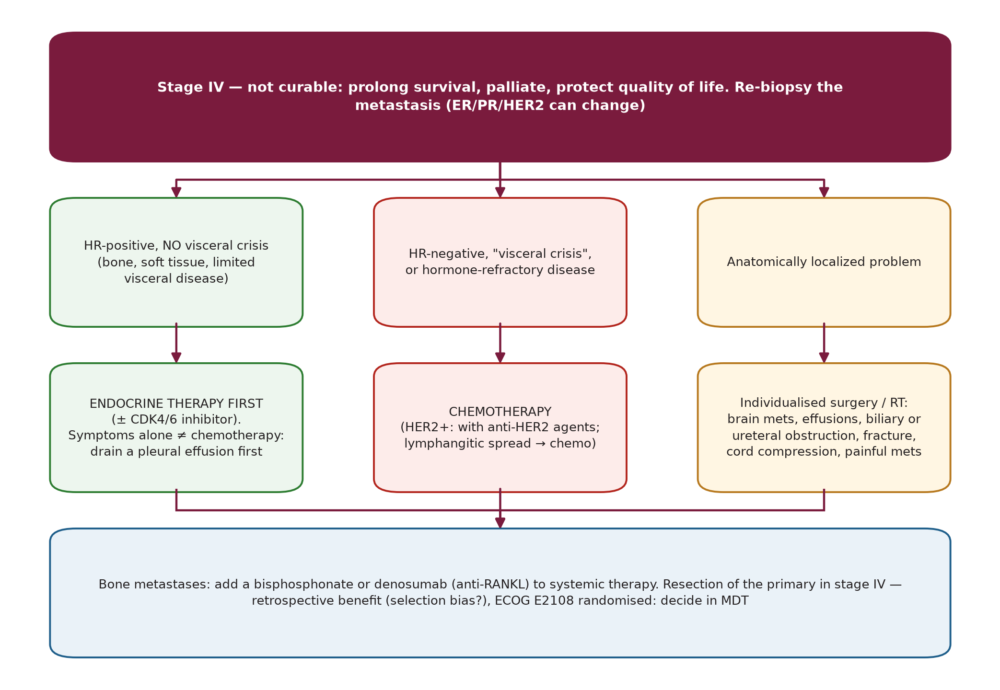 Stage IV — not curable: prolong survival, palliate, protect quality of life. Re-biopsy the
metastasis (ER/PR/HER2 can change)
HR-positive, NO visceral crisis
(bone, soft tissue, limited
visceral disease)
HR-negative, "visceral crisis",
or hormone-refractory disease
Anatomically localized problem
ENDOCRINE THERAPY FIRST
(± CDK4/6 inhibitor).
Symptoms alone ≠ chemotherapy:
drain a pleural effusion first
CHEMOTHERAPY
(HER2+: with anti-HER2 agents;
lymphangitic spread → chemo)
Individualised surgery / RT:
brain mets, effusions, biliary or
ureteral obstruction, fracture,
cord compression, painful mets
Bone metastases: add a bisphosphonate or denosumab (anti-RANKL) to systemic therapy. Resection of the primary in stage IV —
retrospective benefit (selection bias?), ECOG E2108 randomised: decide in MDT